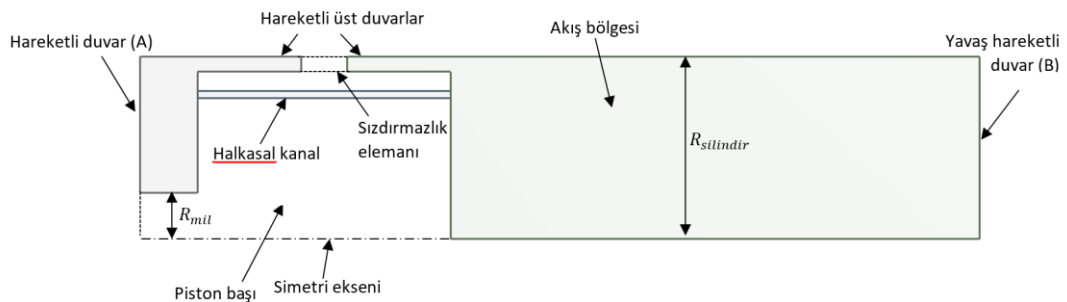 Hareketli üst duvarlar
Hareketli duvar (A)
Akış bölgesi
Yavaş hareketli
duvar (B)
Sızdırmazlık
elemanı
Halkasal kanal
R_silindir
R_mil
Simetri ekseni
Piston başı